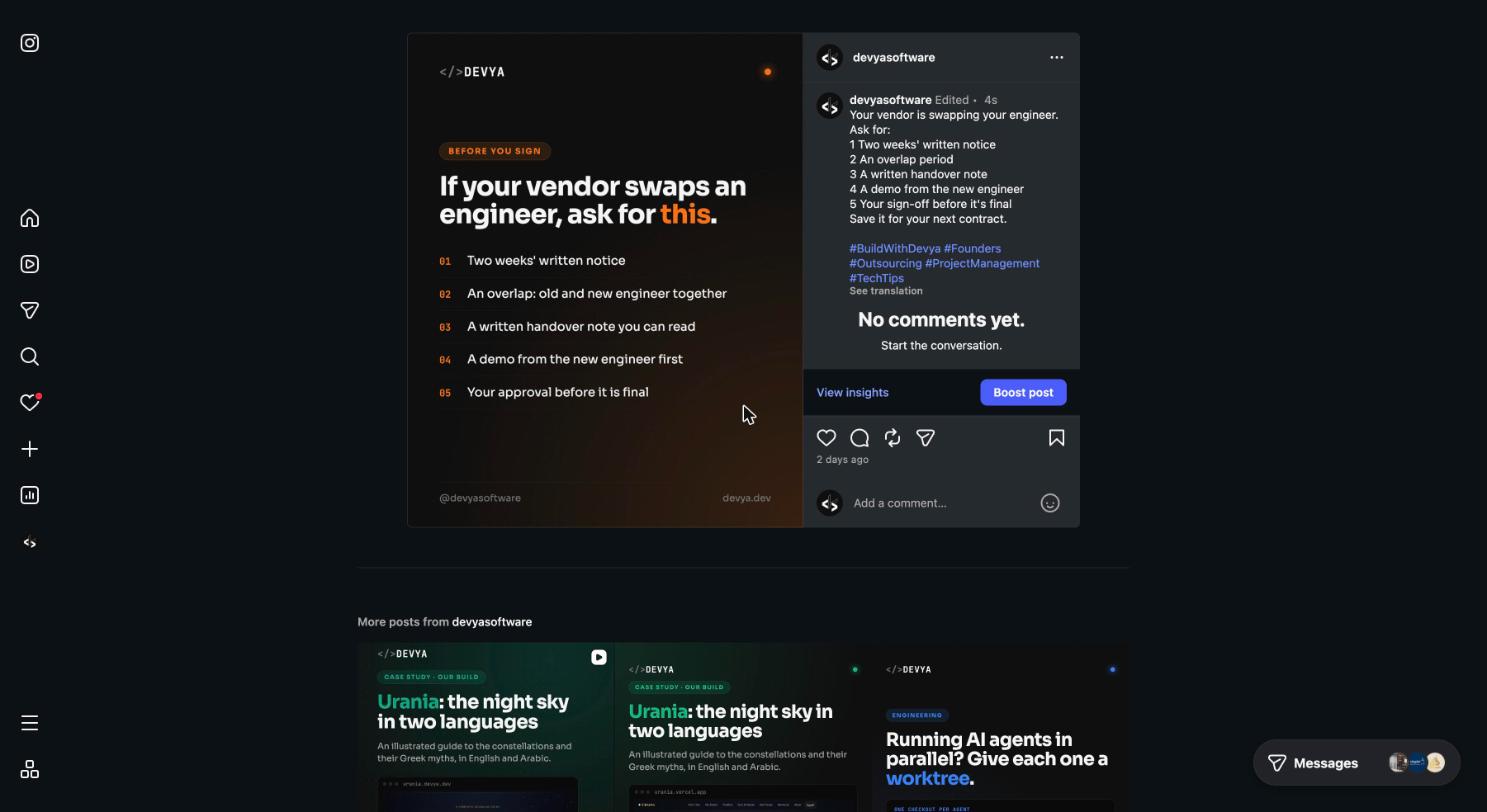 </>DEVYA
BEFORE YOU SIGN
If your vendor swaps an
engineer, ask for this.
01 Two weeks' written notice
02 An overlap: old and new engineer together
03 A written handover note you can read
04 A demo from the new engineer first
05 Your approval before it is final
@devyasoftware devya.dev
devyasoftware
devyasoftware Edited • 4s
Your vendor is swapping your engineer.
Ask for:
1 Two weeks' written notice
2 An overlap period
3 A written handover note
4 A demo from the new engineer
5 Your sign-off before it's final
Save it for your next contract.
#BuildWithDevya #Founders
#Outsourcing #ProjectManagement
#TechTips
See translation
No comments yet.
Start the conversation.
View insights Boost post
2 days ago
Add a comment...
More posts from devyasoftware
</>DEVYA
CASE STUDY · OUR BUILD
Urania: the night sky
in two languages
An illustrated guide to the constellations and
their Greek myths, in English and Arabic.
urania.devya.dev
</>DEVYA
CASE STUDY · OUR BUILD
Urania: the night sky in
two languages
An illustrated guide to the constellations and their
Greek myths, in English and Arabic.
urania.vercel.app
</>DEVYA
ENGINEERING
Running AI agents in
parallel? Give each one a
worktree.
ONE CHECKOUT PER AGENT
Messages